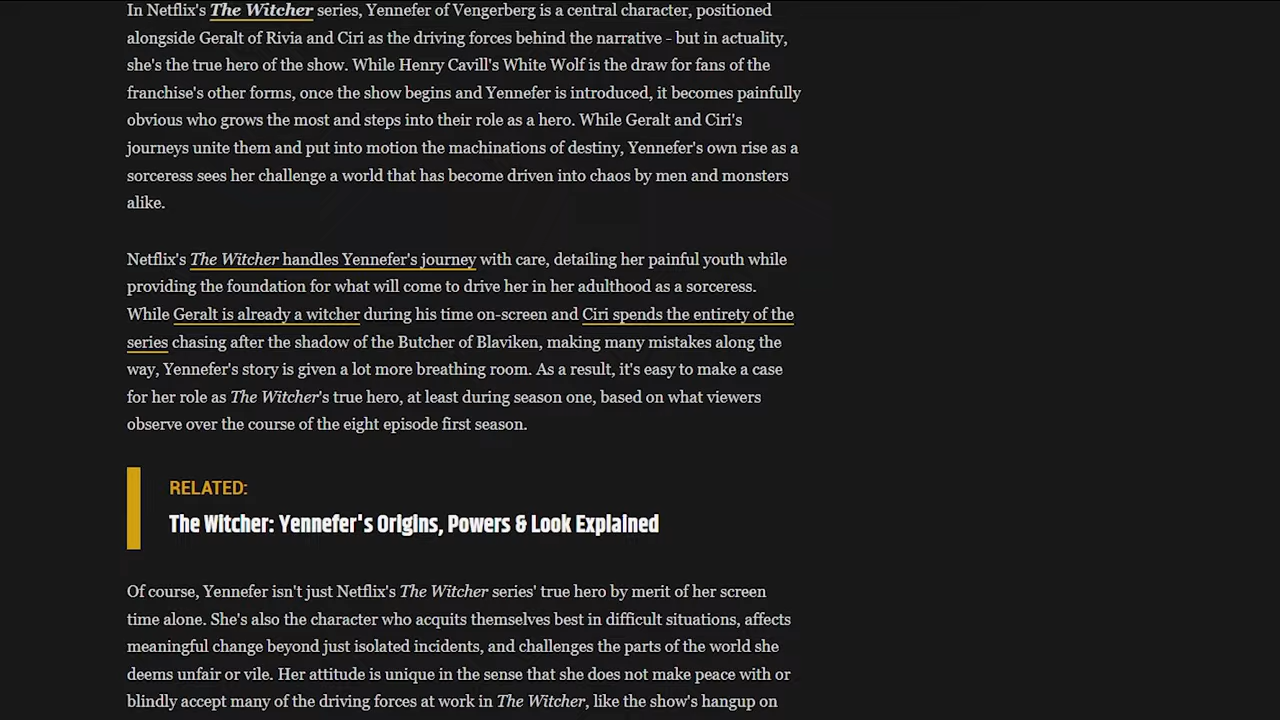 In Netflix's The Witcher series, Yennefer of Vengerberg is a central character, positioned
alongside Geralt of Rivia and Ciri as the driving forces behind the narrative - but in actuality,
she's the true hero of the show. While Henry Cavill's White Wolf is the draw for fans of the
franchise's other forms, once the show begins and Yennefer is introduced, it becomes painfully
obvious who grows the most and steps into their role as a hero. While Geralt and Ciri's
journeys unite them and put into motion the machinations of destiny, Yennefer's own rise as a
sorceress sees her challenge a world that has become driven into chaos by men and monsters
alike.
Netflix's The Witcher handles Yennefer's journey with care, detailing her painful youth while
providing the foundation for what will come to drive her in her adulthood as a sorceress.
While Geralt is already a witcher during his time on-screen and Ciri spends the entirety of the
series chasing after the shadow of the Butcher of Blaviken, making many mistakes along the
way, Yennefer's story is given a lot more breathing room. As a result, it's easy to make a case
for her role as The Witcher's true hero, at least during season one, based on what viewers
observe over the course of the eight episode first season.
RELATED:
The Witcher: Yennefer's Origins, Powers & Look Explained
Of course, Yennefer isn't just Netflix's The Witcher series' true hero by merit of her screen
time alone. She's also the character who acquits themselves best in difficult situations, affects
meaningful change beyond just isolated incidents, and challenges the parts of the world she
deems unfair or vile. Her attitude is unique in the sense that she does not make peace with or
blindly accept many of the driving forces at work in The Witcher, like the show's hangup on